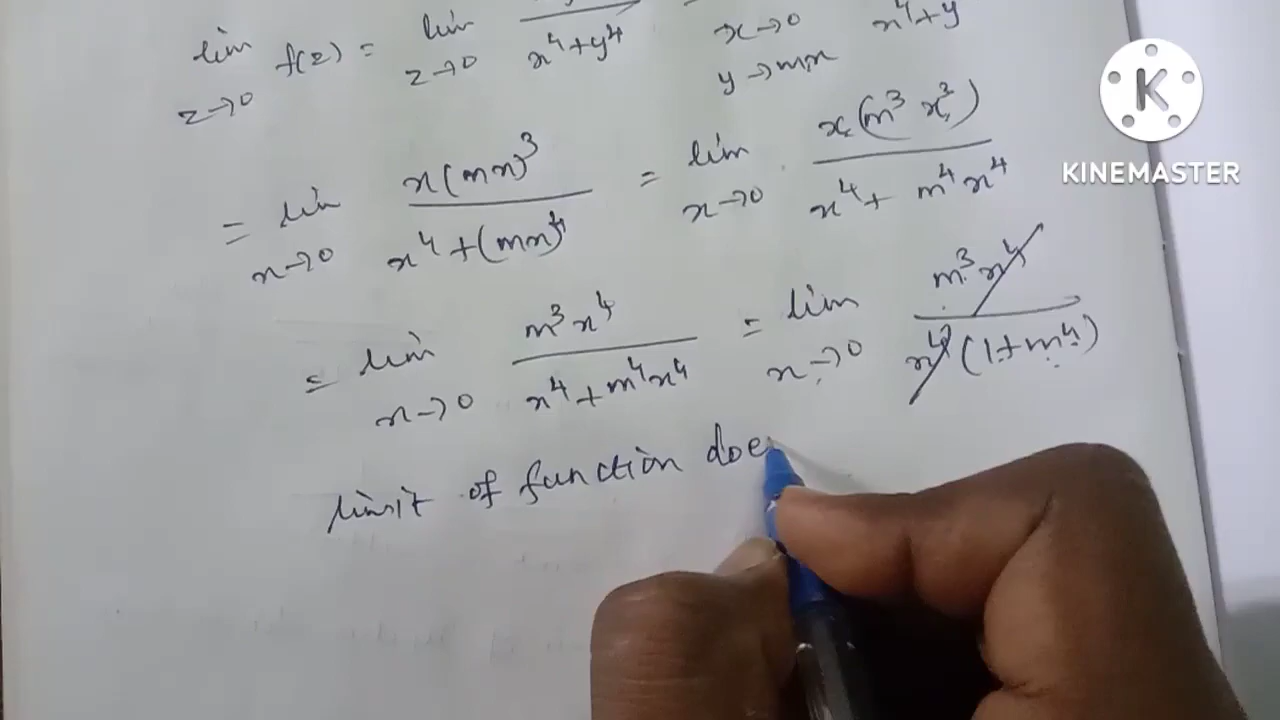 lim z→0 f(z) = lim z→0 x⁴+y⁴ x→0 y→mx x⁴+y
= lim x→0 x(mx)³ / x⁴+(mx)⁴ = lim x→0 x(m³x³) / x⁴+m⁴x⁴
= lim x→0 m³x⁴ / x⁴+m⁴x⁴ = lim x→0 m³x⁴ / x⁴(1+m⁴)
limit of function doe
K
KINEMASTER